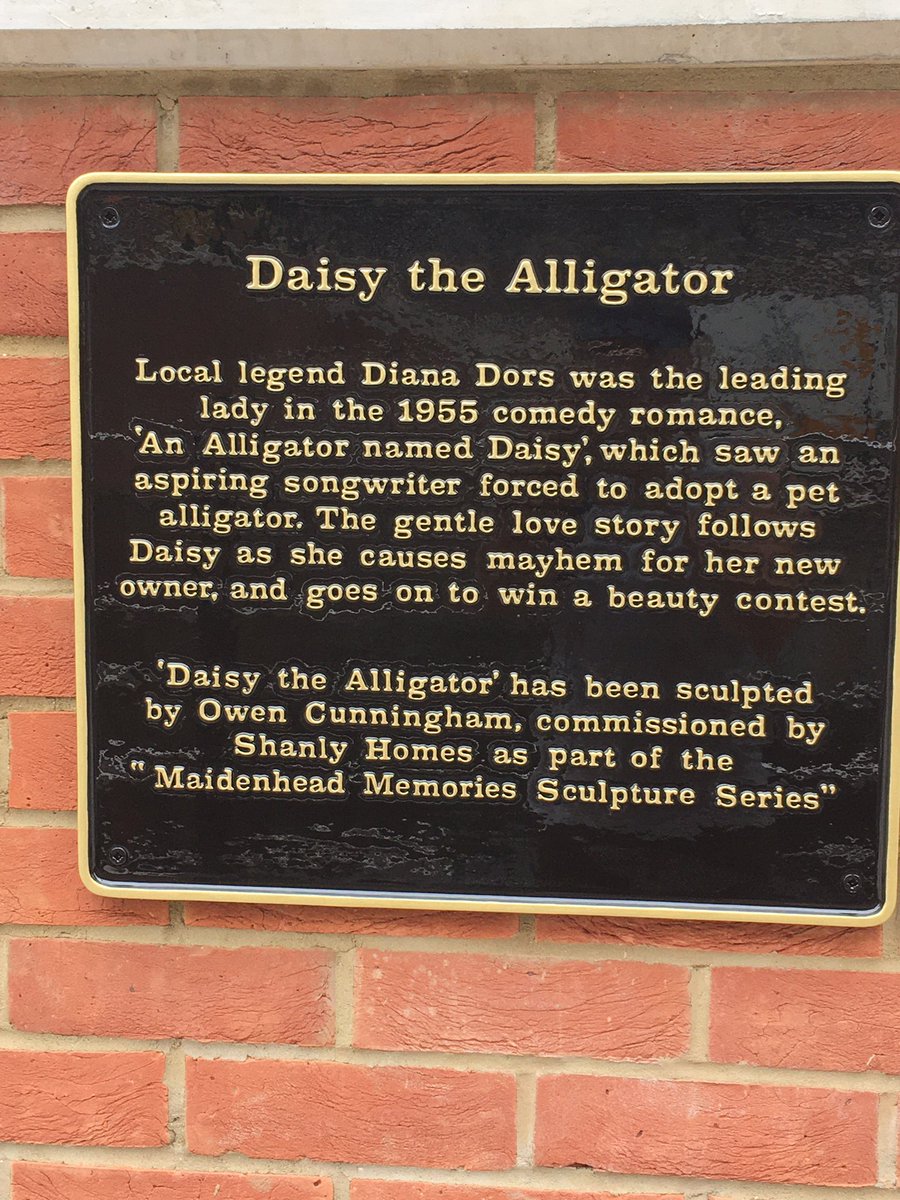 Daisy the Alligator
Local legend Diana Dors was the leading
lady in the 1955 comedy romance,
'An Alligator named Daisy', which saw an
aspiring songwriter forced to adopt a pet
alligator. The gentle love story follows
Daisy as she causes mayhem for her new
owner, and goes on to win a beauty contest.
'Daisy the Alligator' has been sculpted
by Owen Cunningham, commissioned by
Shanly Homes as part of the
"Maidenhead Memories Sculpture Series"